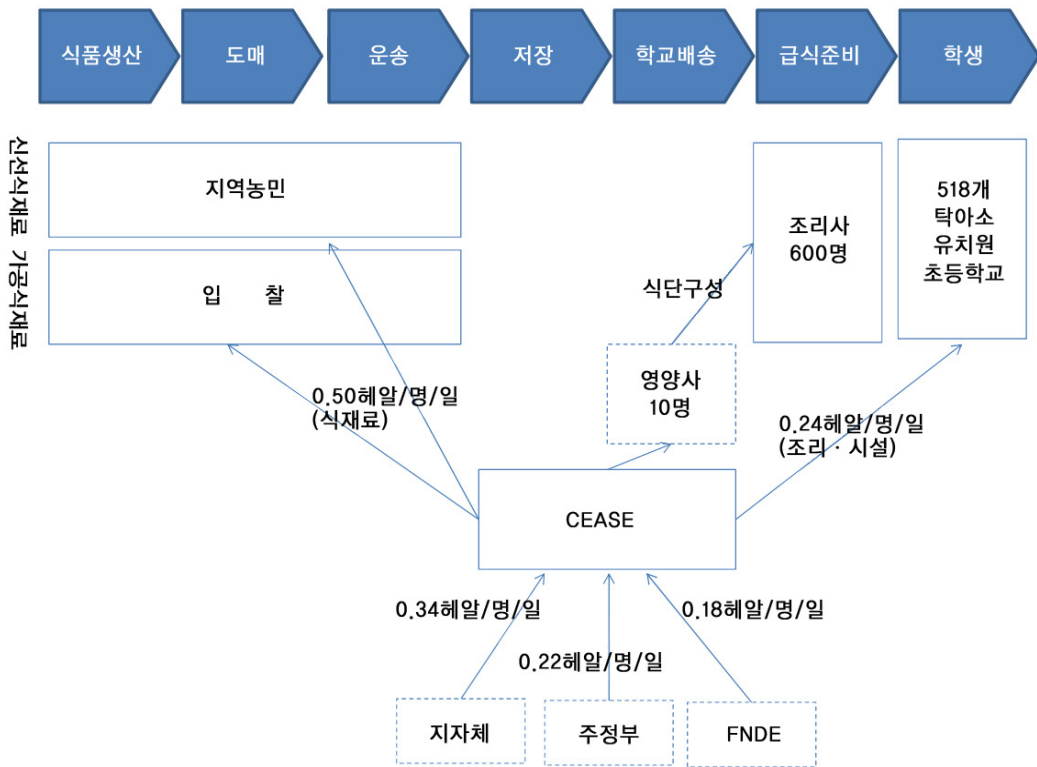 식품생산
도매
운송
저장
학교배송
급식준비
학생
신선식재료
가공식재료
지역농민
입 찰
조리사
600명
518개
탁아소
유치원
초등학교
식단구성
영양사
10명
0.50헤알/명/일
(식재료)
0.24헤알/명/일
(조리 · 시설)
CEASE
0.34헤알/명/일
0.22헤알/명/일
0.18헤알/명/일
지자체
주정부
FNDE